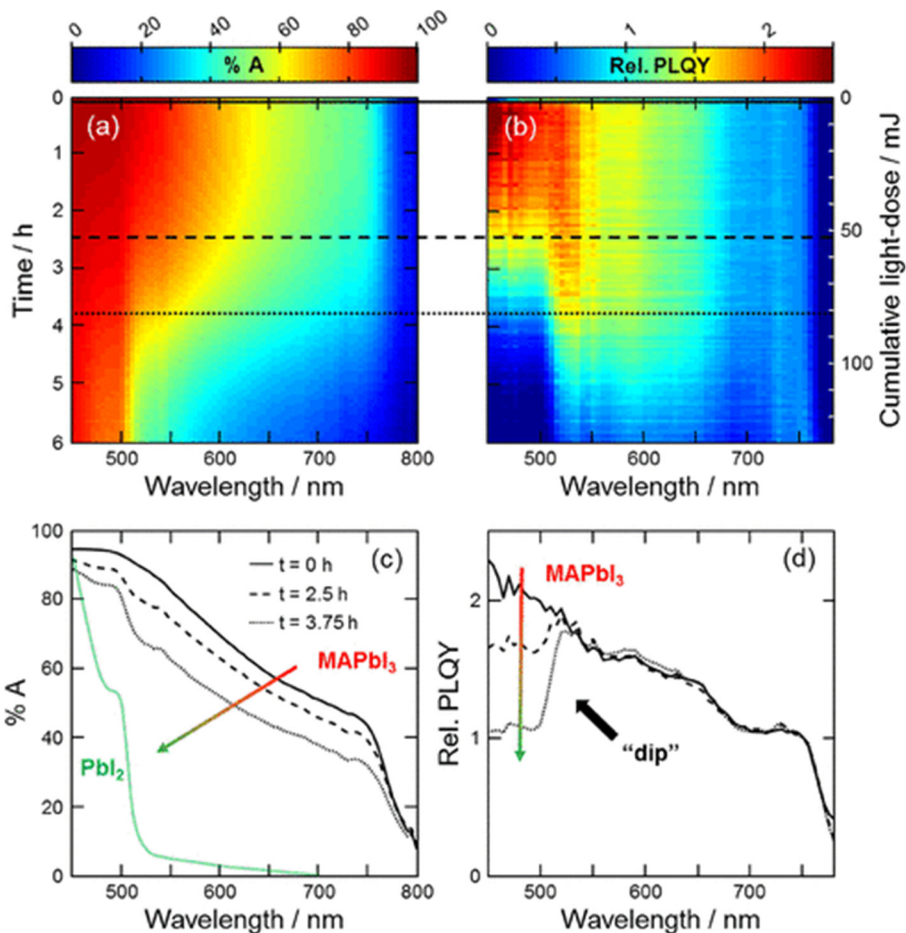 0 20 40 60 80 100
% A
0 1 2
Rel. PLQY
(a)
(b)
0
1
2
3
4
5
6
Time / h
0
50
100
Cumulative light-dose / mJ
500 600 700 800
Wavelength / nm
500 600 700
Wavelength / nm
(c)
100
80
60
40
20
0
% A
t = 0 h
t = 2.5 h
t = 3.75 h
MAPbI₃
PbI₂
500 600 700 800
Wavelength / nm
(d)
2
1
0
Rel. PLQY
MAPbI₃
“dip”
500 600 700
Wavelength / nm